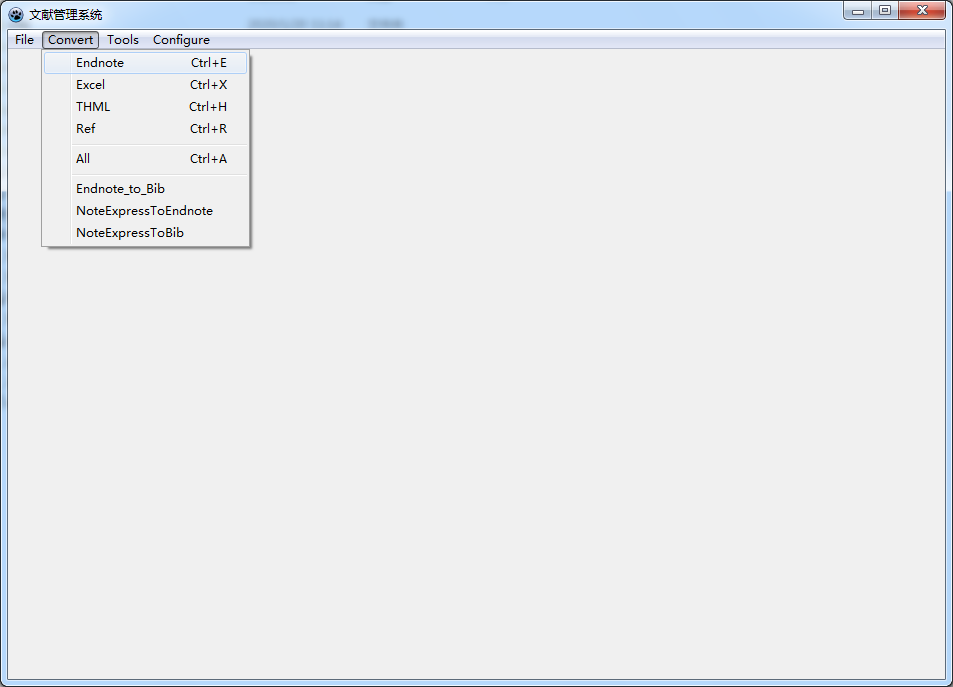 文献管理系统
File Convert Tools Configure
Endnote Ctrl+E
Excel Ctrl+X
THML Ctrl+H
Ref Ctrl+R
All Ctrl+A
Endnote_to_Bib
NoteExpressToEndnote
NoteExpressToBib